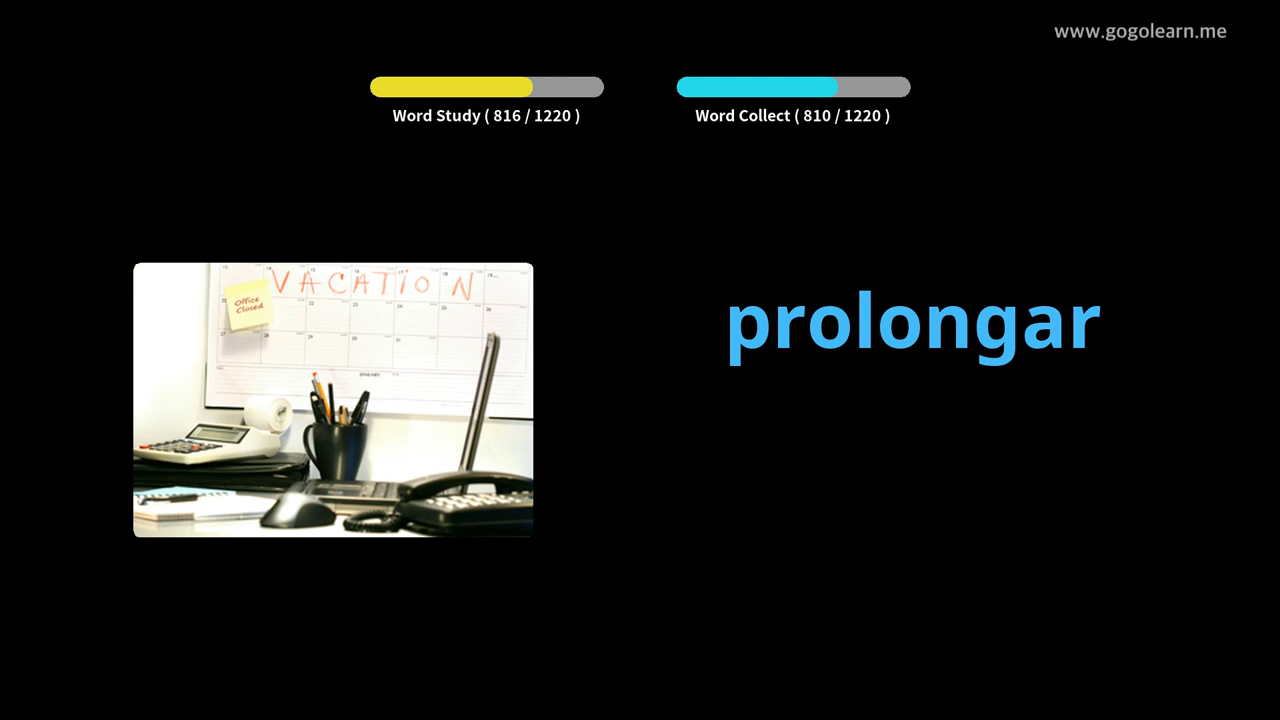 www.gogolearn.me
Word Study ( 816 / 1220 )
Word Collect ( 810 / 1220 )
VACATION
Office
Closed
prolongar